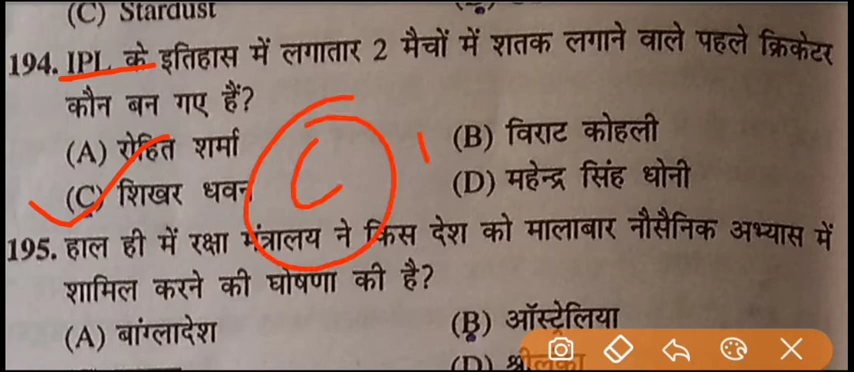 (C) Stardust
194. IPL के इतिहास में लगातार 2 मैचों में शतक लगाने वाले पहले क्रिकेटर
कौन बन गए हैं?
(A) रोहित शर्मा (B) विराट कोहली
(C) शिखर धवन (D) महेन्द्र सिंह धोनी
C
195. हाल ही में रक्षा मंत्रालय ने किस देश को मालाबार नौसैनिक अभ्यास में
शामिल करने की घोषणा की है?
(A) बांग्लादेश (B) ऑस्ट्रेलिया
(D) श्रीलंका